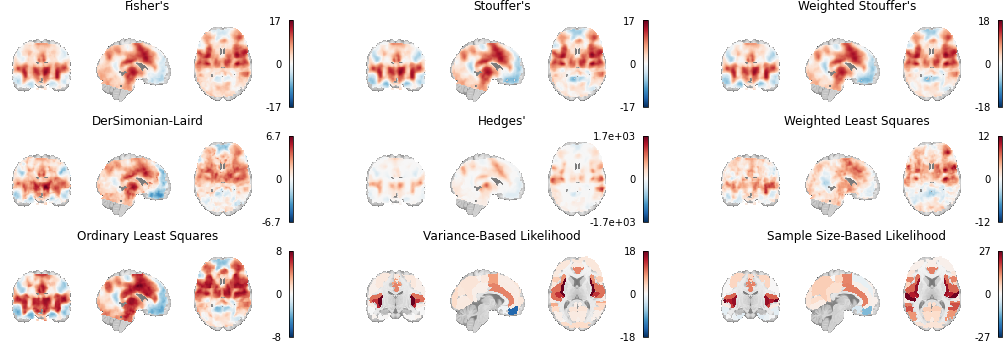 Fisher's
17
0
-17
Stouffer's
17
0
-17
Weighted Stouffer's
18
0
-18
DerSimonian-Laird
6.7
0
-6.7
Hedges'
1.7e+03
0
-1.7e+03
Weighted Least Squares
12
0
-12
Ordinary Least Squares
8
0
-8
Variance-Based Likelihood
18
0
-18
Sample Size-Based Likelihood
27
0
-27